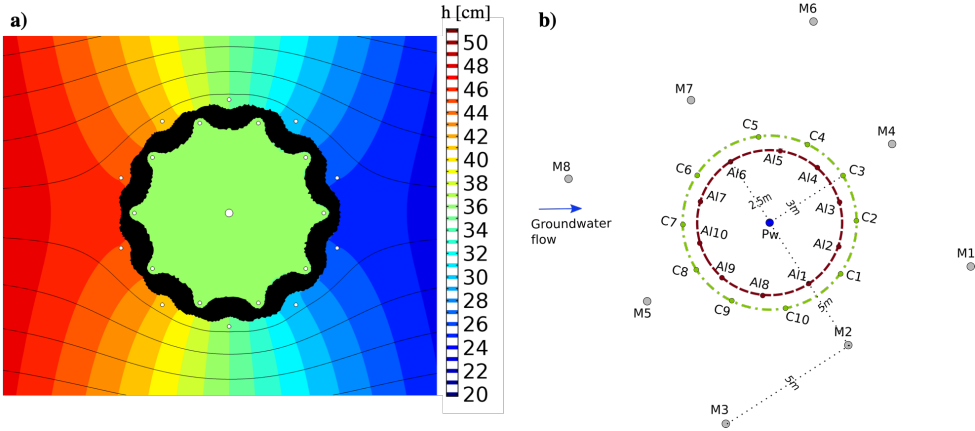 a)
h [cm]
50
48
46
44
42
40
38
36
34
32
30
28
26
24
22
21
20
b)
M6
M7
C5
C4
M4
C6
Al5
C3
Al6
Al4
M8
2.5m
3m
Al7
Al3
Groundwater
flow
C7
Pw.
C2
Al10
Al2
M1
C8
Al9
Al1
C1
Al8
M5
C9
C10
5m
M2
5m
M3